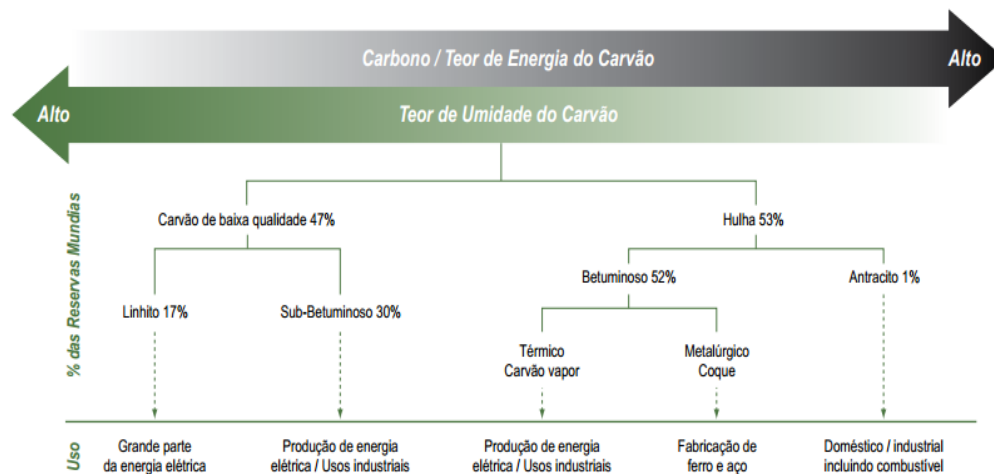 Carbono / Teor de Energia do Carvão
Alto
Alto
Teor de Umidade do Carvão
% das Reservas Mundias
Carvão de baixa qualidade 47%
Hulha 53%
Betuminoso 52%
Antracito 1%
Linhito 17%
Sub-Betuminoso 30%
Térmico
Carvão vapor
Metalúrgico
Coque
Uso
Grande parte
da energia elétrica
Produção de energia
elétrica / Usos industriais
Produção de energia
elétrica / Usos industriais
Fabricação de
ferro e aço
Doméstico / industrial
incluindo combustível